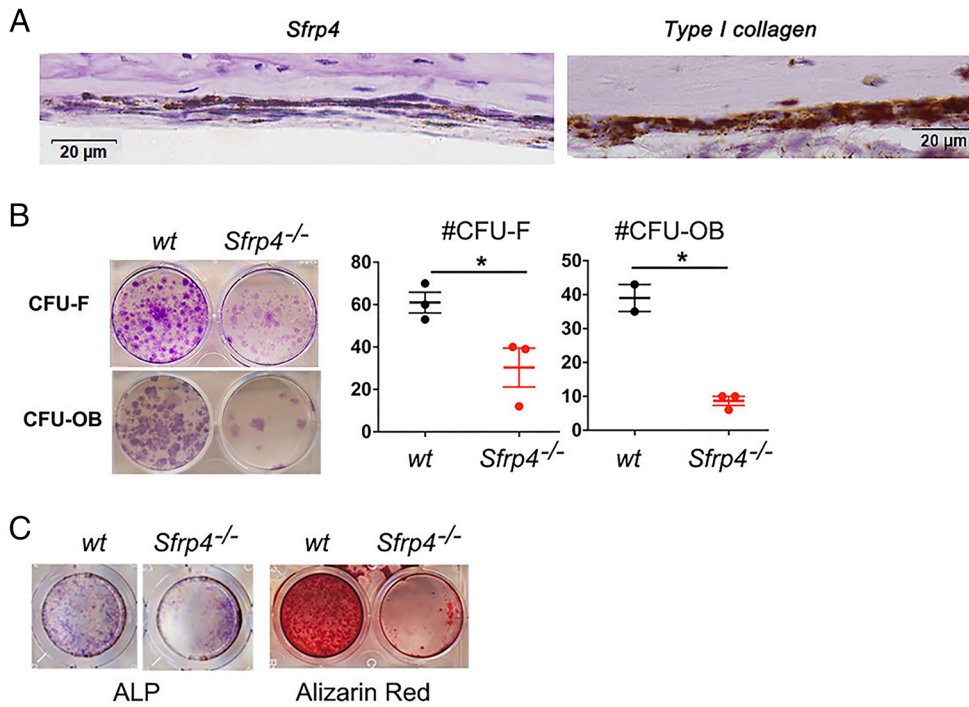 A
Sfrp4
Type I collagen
20 µm
20 µm
B
wt Sfrp4-/-
CFU-F
CFU-OB
#CFU-F
*
80
60
40
20
0
wt Sfrp4-/-
#CFU-OB
*
50
40
30
20
10
0
wt Sfrp4-/-
C
wt Sfrp4-/-
wt Sfrp4-/-
ALP
Alizarin Red